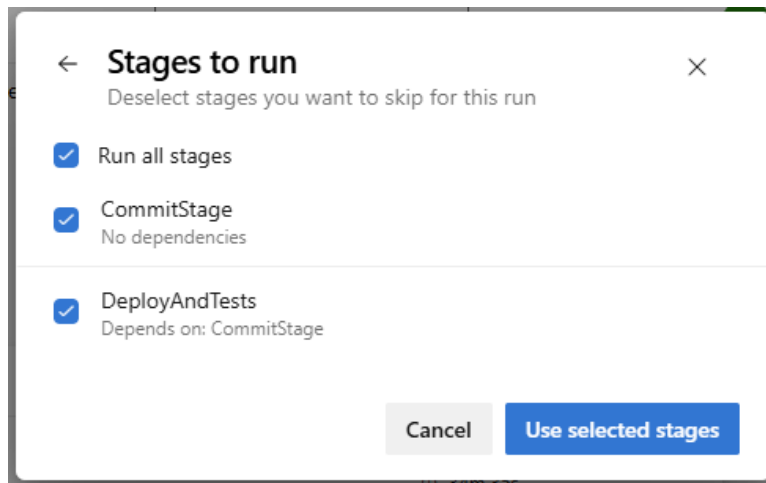 Stages to run
Deselect stages you want to skip for this run
Run all stages
CommitStage
No dependencies
DeployAndTests
Depends on: CommitStage
Cancel
Use selected stages